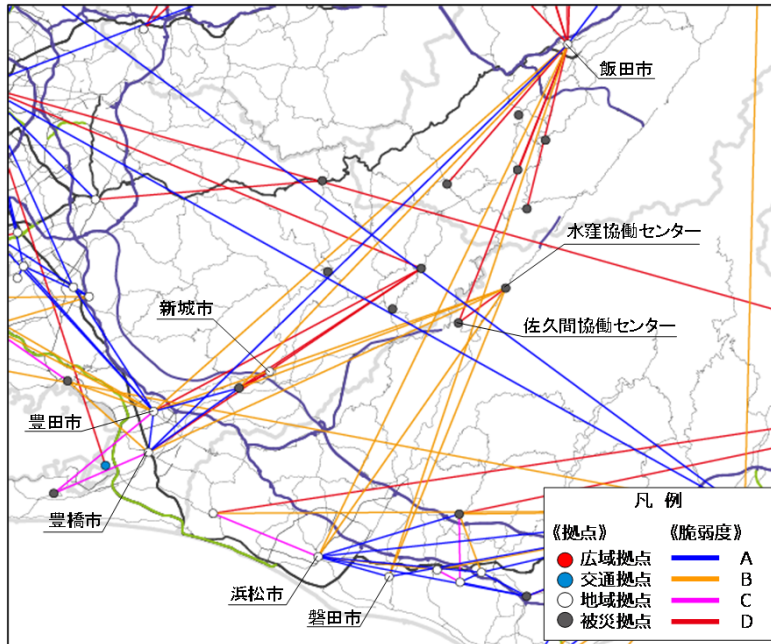 飯田市
水窪協働センター
新城市
佐久間協働センター
豊田市
豊橋市
浜松市
磐田市
凡 例
《拠点》 《脆弱度》
広域拠点 A
交通拠点 B
地域拠点 C
被災拠点 D